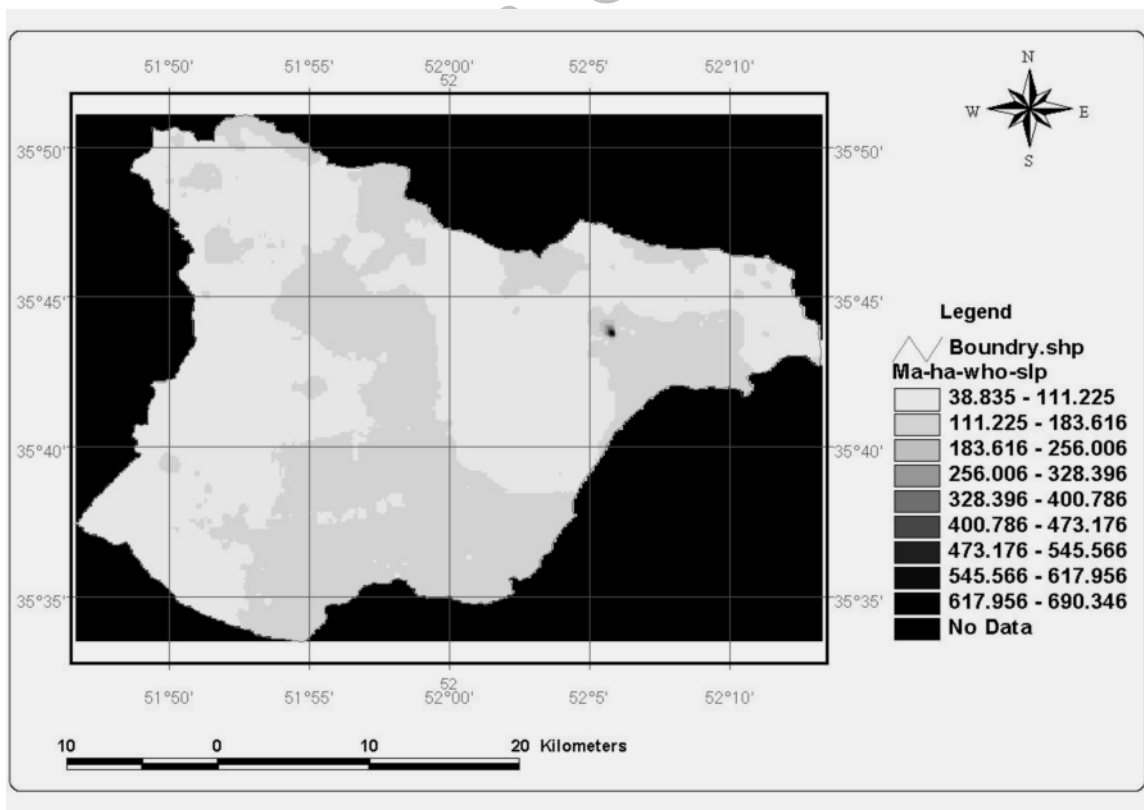 N
W E
S
51°50' 51°55' 52°00' 52°5' 52°10'
52
35°50' 35°50'
35°45' 35°45'
35°40' 35°40'
35°35' 35°35'
52
51°50' 51°55' 52°00' 52°5' 52°10'
Legend
Boundry.shp
Ma-ha-who-slp
38.835 - 111.225
111.225 - 183.616
183.616 - 256.006
256.006 - 328.396
328.396 - 400.786
400.786 - 473.176
473.176 - 545.566
545.566 - 617.956
617.956 - 690.346
No Data
10 0 10 20 Kilometers